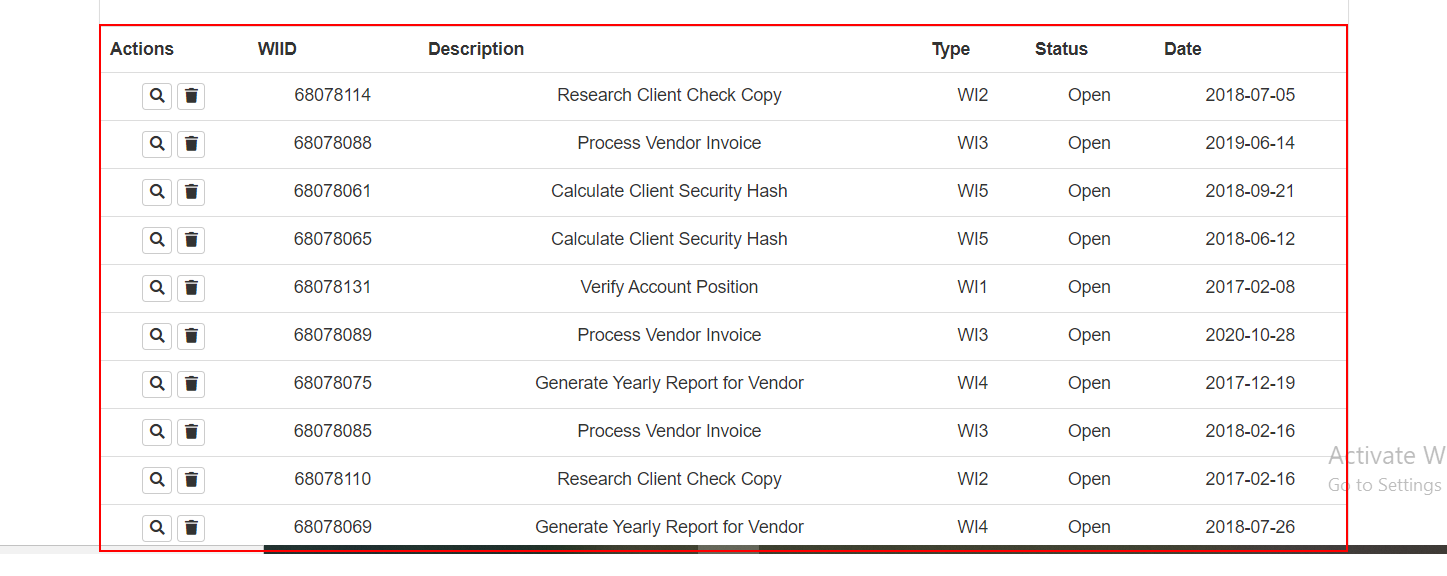 Actions WIID Description Type Status Date
68078114 Research Client Check Copy WI2 Open 2018-07-05
68078088 Process Vendor Invoice WI3 Open 2019-06-14
68078061 Calculate Client Security Hash WI5 Open 2018-09-21
68078065 Calculate Client Security Hash WI5 Open 2018-06-12
68078131 Verify Account Position WI1 Open 2017-02-08
68078089 Process Vendor Invoice WI3 Open 2020-10-28
68078075 Generate Yearly Report for Vendor WI4 Open 2017-12-19
68078085 Process Vendor Invoice WI3 Open 2018-02-16
Activate W
68078110 Research Client Check Copy WI2 Open 2017-02-16
Go to Settings
68078069 Generate Yearly Report for Vendor WI4 Open 2018-07-26